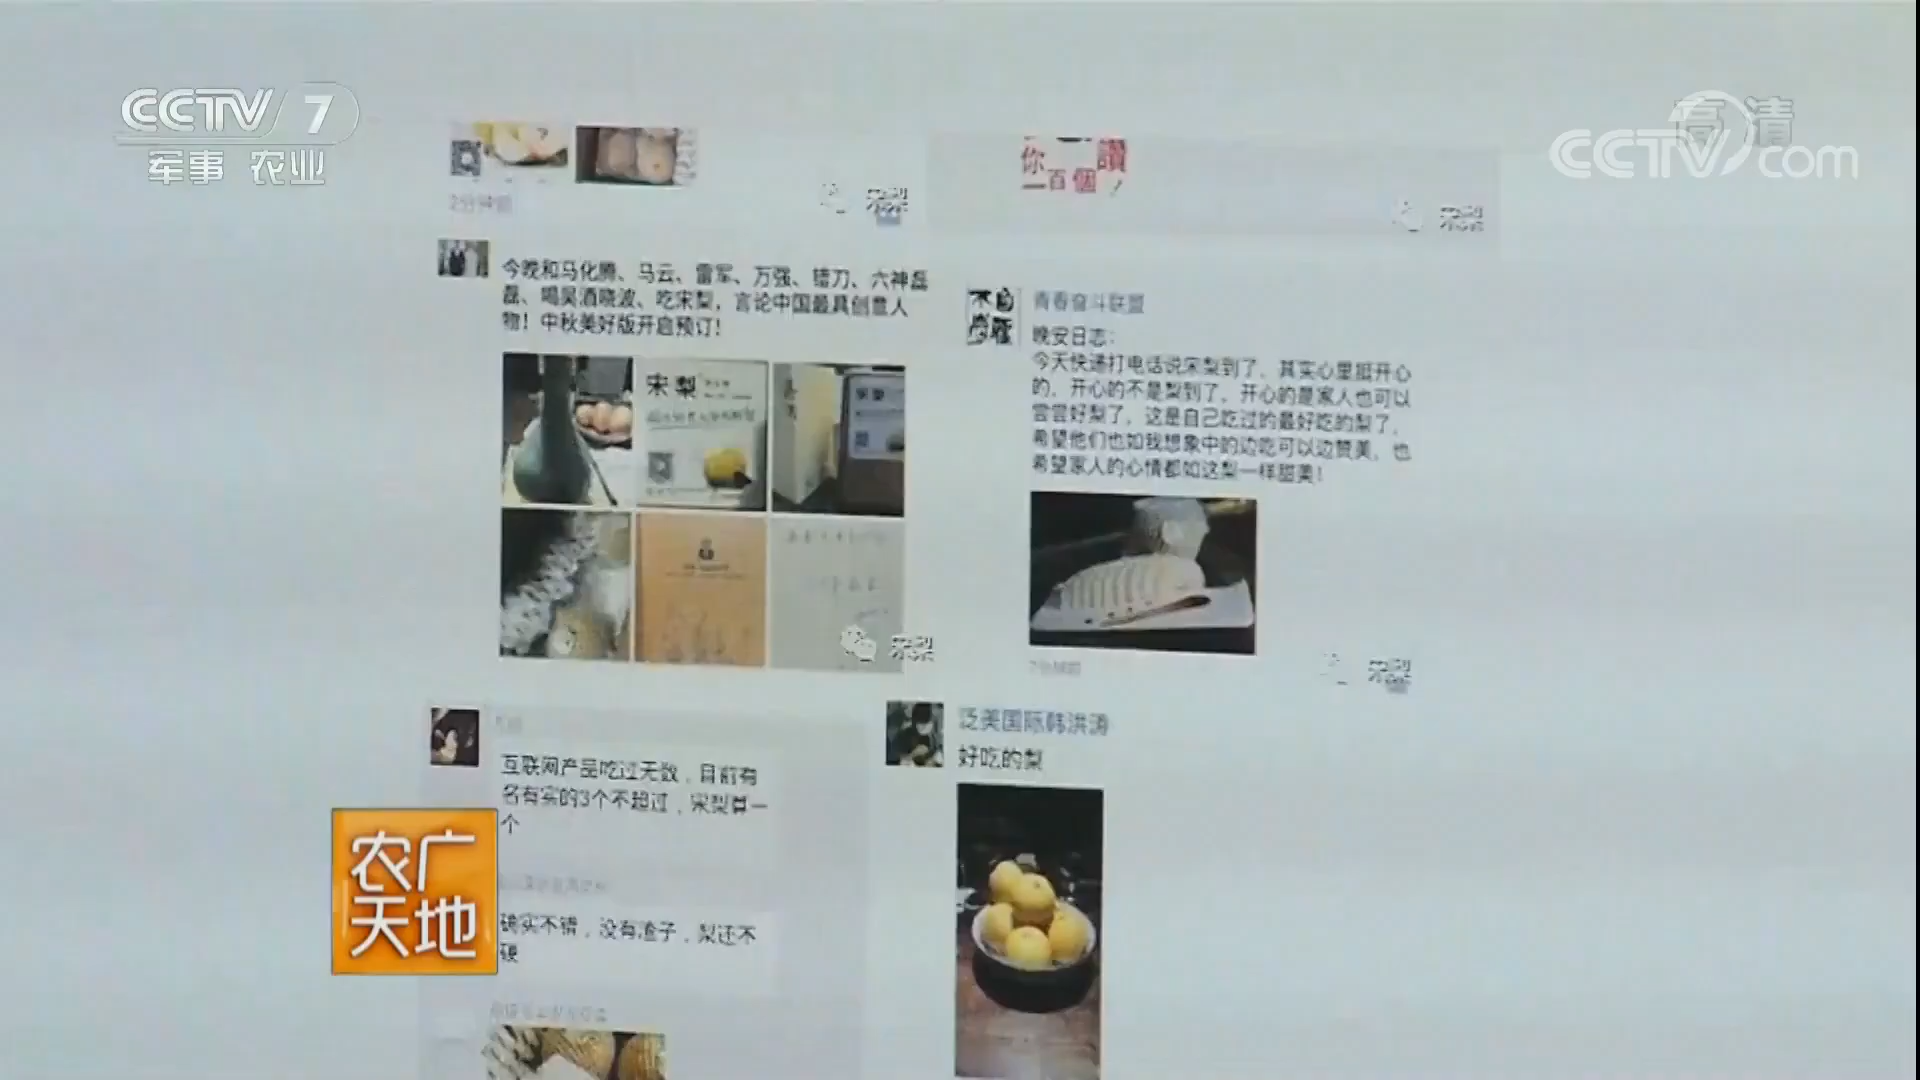 CCTV 7
军事 农业
高清
CCTV.com
你
讚
一百個！
2分钟前
宋梨
宋梨
今晚和马化腾、马云、雷军、万强、错刀、六神磊
磊、喝吴酒晓波、吃宋梨，言论中国最具创意人
物！中秋美好版开启预订！
宋梨
宋梨
宋梨
青春奋斗联盟
晚安日志：
今天快递打电话说宋梨到了，其实心里挺开心
的，开心的不是梨到了，开心的是家人也可以
尝尝好梨了，这是自己吃过的最好吃的梨了，
希望他们也如我想象中的边吃可以边赞美，也
希望家人的心情都如这梨一样甜美！
宋梨
互联网产品吃过无数，目前有
名有实的3个不超过，宋梨算一
个
确实不错，没有渣子，梨还不
硬
泛美国际韩洪涛
好吃的梨
农广
天地